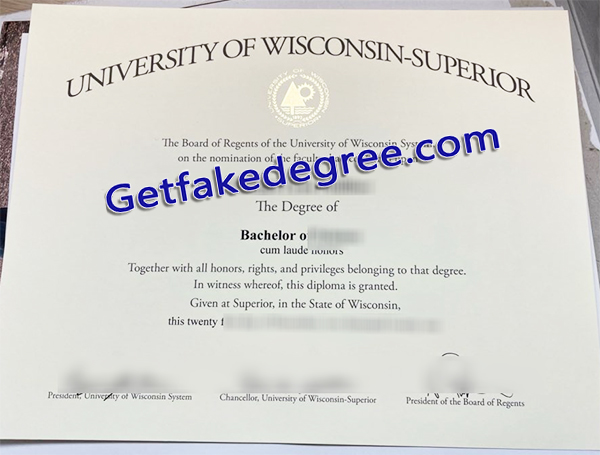 UNIVERSITY OF WISCONSIN-SUPERIOR
The Board of Regents of the University of Wisconsin System
on the nomination of the
Getfakedegree.com
The Degree of
Bachelor o
cum laude honors
Together with all honors, rights, and privileges belonging to that degree.
In witness whereof, this diploma is granted.
Given at Superior, in the State of Wisconsin,
this twenty f
President, University of Wisconsin System
Chancellor, University of Wisconsin-Superior
President of the Board of Regents